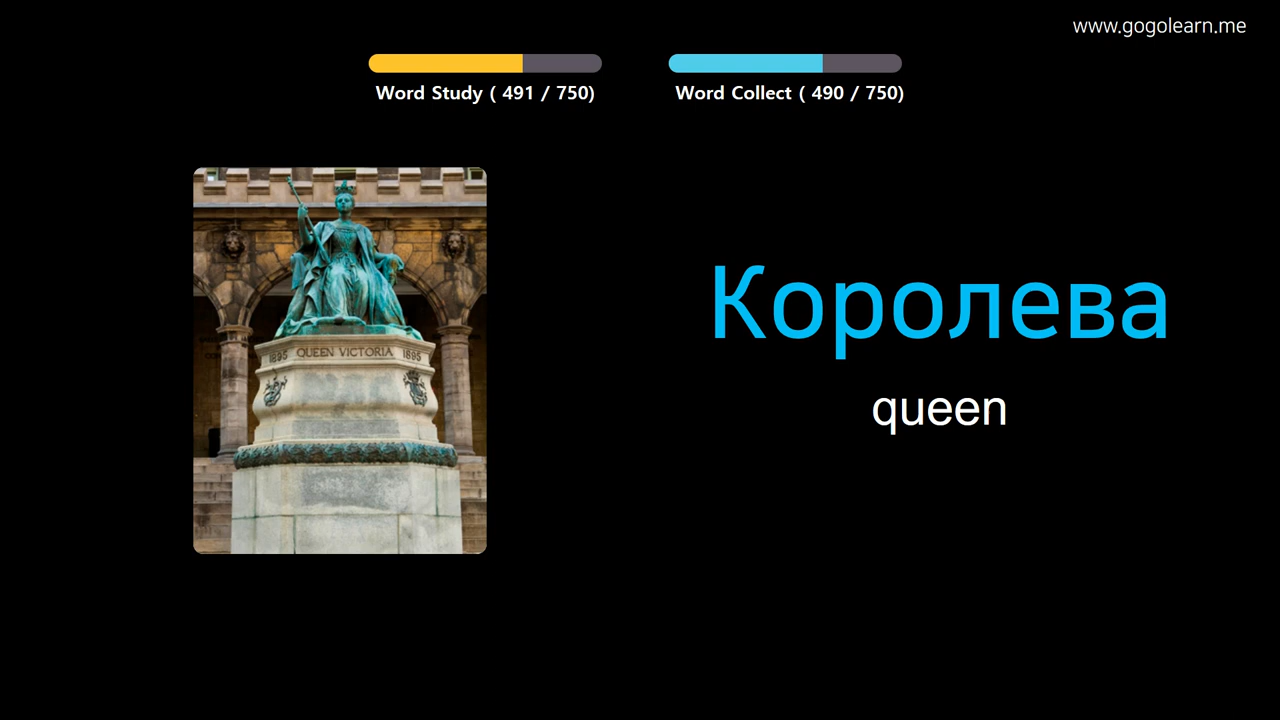 www.gogolearn.me
Word Study ( 491 / 750)
Word Collect ( 490 / 750)
1895 QUEEN VICTORIA 1895
Королева
queen